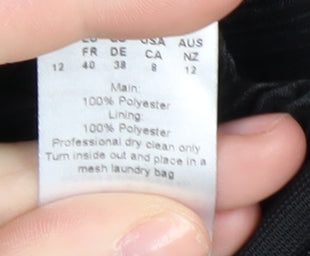 USA AUS
FR DE CA NZ
12 40 38 8 12
Main:
100% Polyester
Lining:
100% Polyester
Professional dry clean only
Turn inside out and place in a
mesh laundry bag